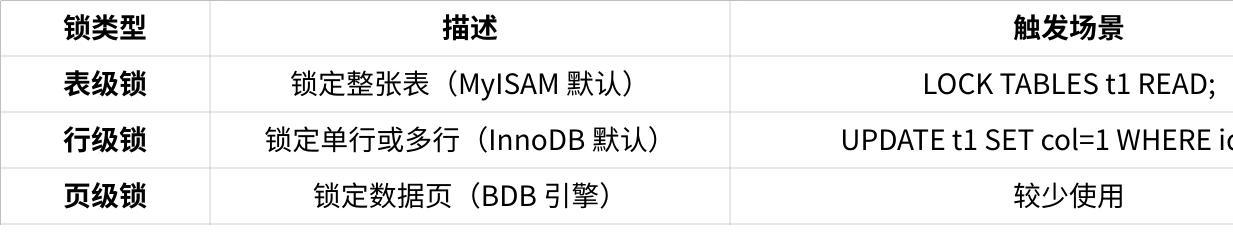 锁类型 描述 触发场景
表级锁 锁定整张表（MyISAM 默认） LOCK TABLES t1 READ;
行级锁 锁定单行或多行（InnoDB 默认） UPDATE t1 SET col=1 WHERE
页级锁 锁定数据页（BDB 引擎） 较少使用